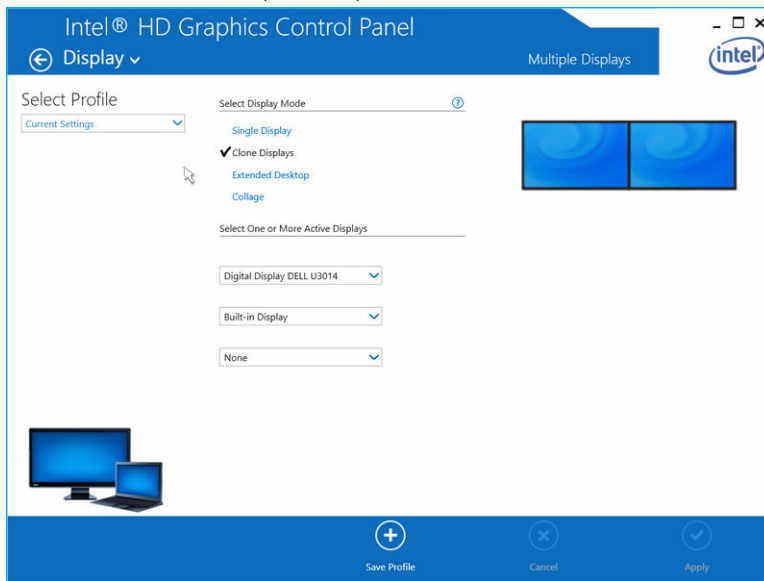 Intel® HD Graphics Control Panel
Display
Multiple Displays
intel
Select Profile
Current Settings
Select Display Mode
?
Single Display
Clone Displays
Extended Desktop
Collage
Select One or More Active Displays
Digital Display DELL U3014
Built-in Display
None
Save Profile
Cancel
Apply